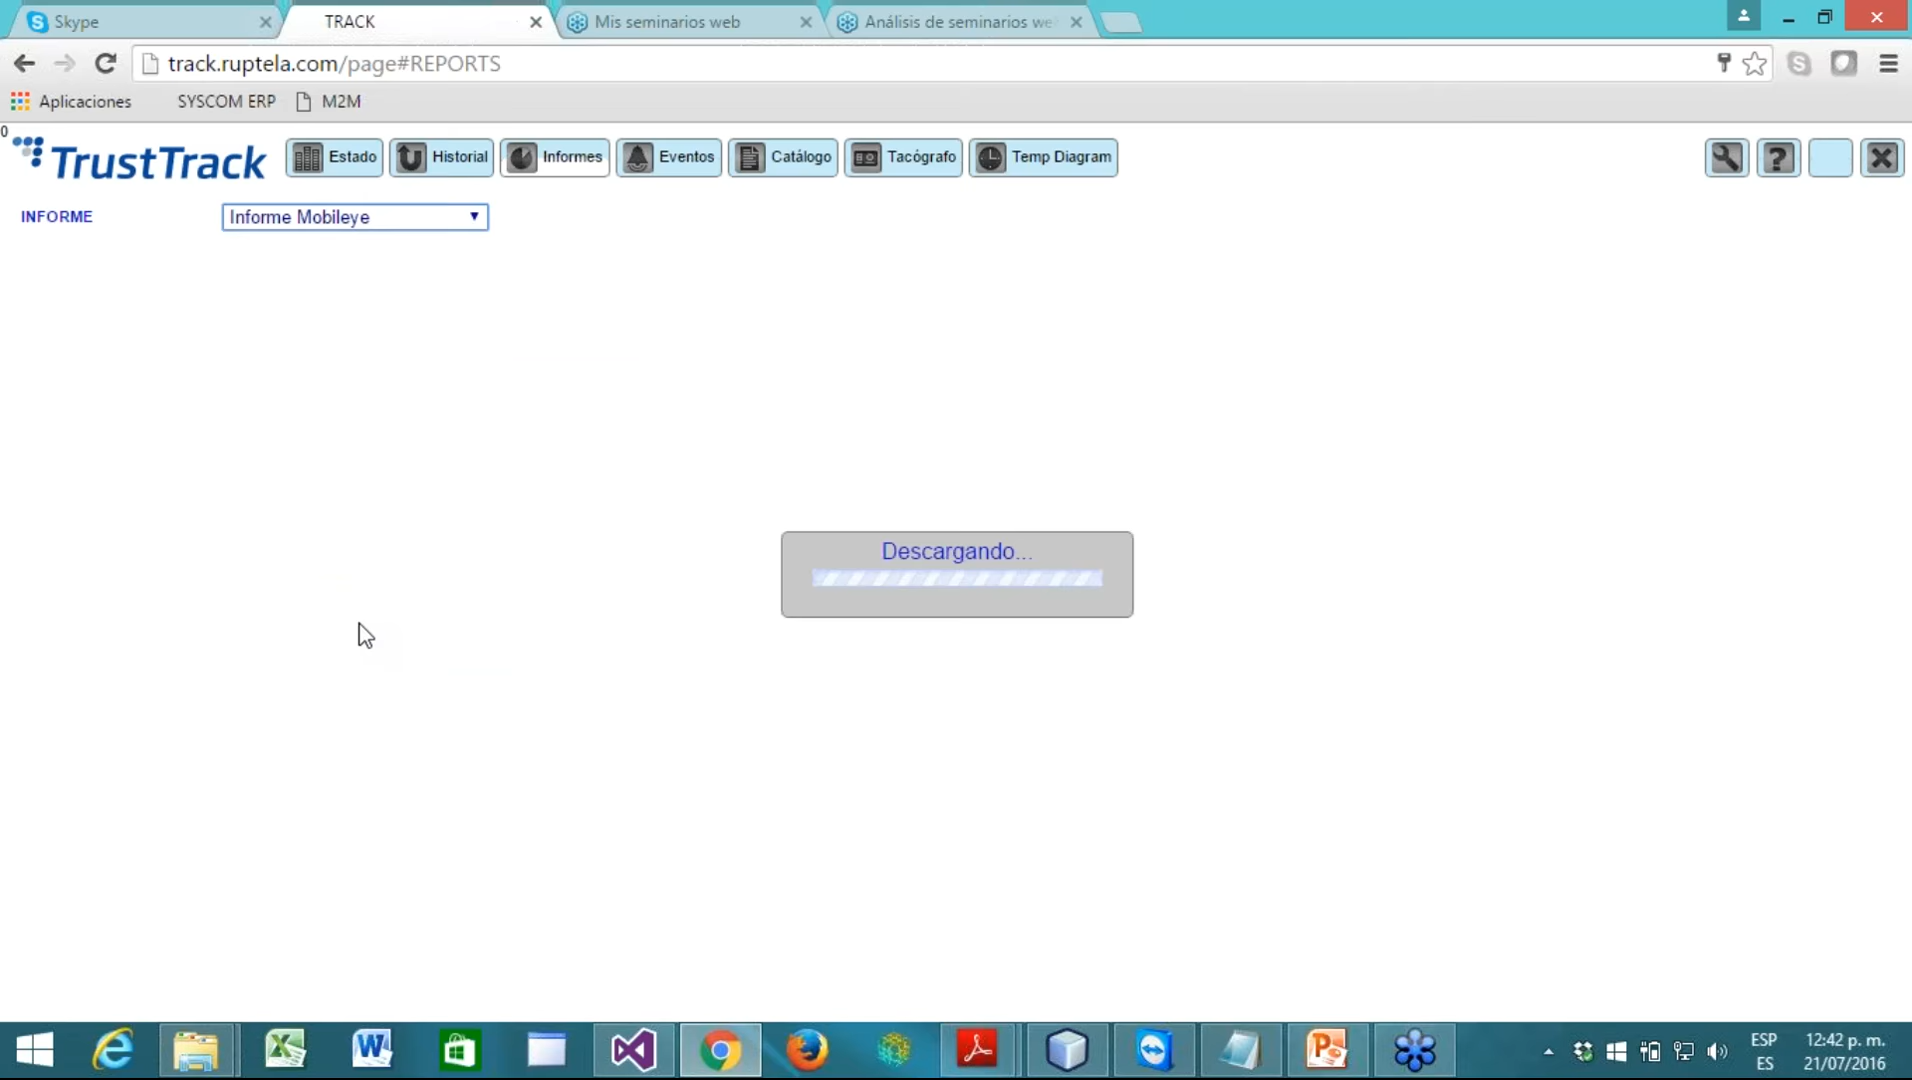 Skype
TRACK
Mis seminarios web
Análisis de seminarios we
track.ruptela.com/page#REPORTS
Aplicaciones
SYSCOM ERP
M2M
0
TrustTrack
Estado
Historial
Informes
Eventos
Catálogo
Tacógrafo
Temp Diagram
INFORME
Informe Mobileye
Descargando...
ESP
ES
12:42 p. m.
21/07/2016